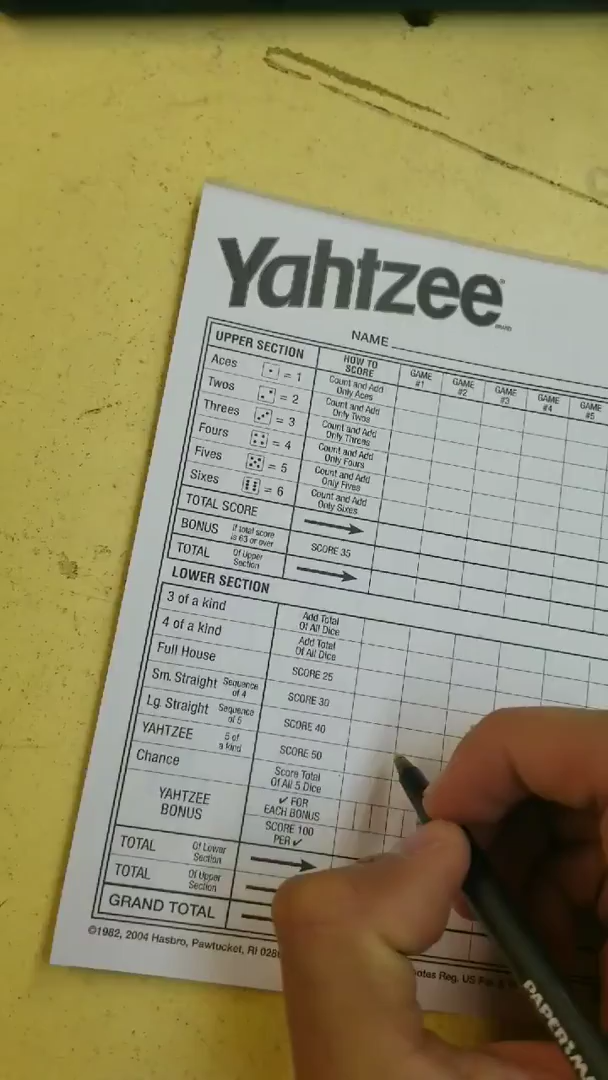 Yahtzee
BRAND
NAME
UPPER SECTION HOW TO SCORE GAME #1 GAME #2 GAME #3 GAME #4 GAME #5
Aces = 1 Count and Add Only Aces
Twos = 2 Count and Add Only Twos
Threes = 3 Count and Add Only Threes
Fours = 4 Count and Add Only Fours
Fives = 5 Count and Add Only Fives
Sixes = 6 Count and Add Only Sixes
TOTAL SCORE
BONUS If total score is 63 or over SCORE 35
TOTAL Of Upper Section
LOWER SECTION
3 of a kind Add Total Of All Dice
4 of a kind Add Total Of All Dice
Full House SCORE 25
Sm. Straight Sequence of 4 SCORE 30
Lg. Straight Sequence of 5 SCORE 40
YAHTZEE 5 of a kind SCORE 50
Chance Score Total Of All 5 Dice
YAHTZEE BONUS ✓ FOR EACH BONUS
SCORE 100 PER ✓
TOTAL Of Lower Section
TOTAL Of Upper Section
GRAND TOTAL
©1982, 2004 Hasbro, Pawtucket, RI Reg. US
PAPER